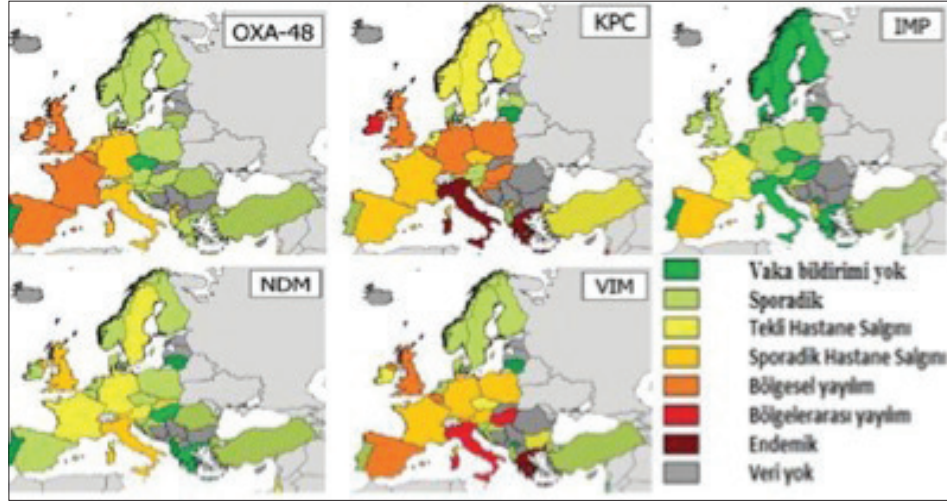 OXA-48
KPC
IMP
NDM
VIM
Vaka bildirimi yok
Sporadik
Tekli Hastane Salgını
Sporadik Hastane Salgını
Bölgesel yayılım
Bölgelerarası yayılım
Endemik
Veri yok